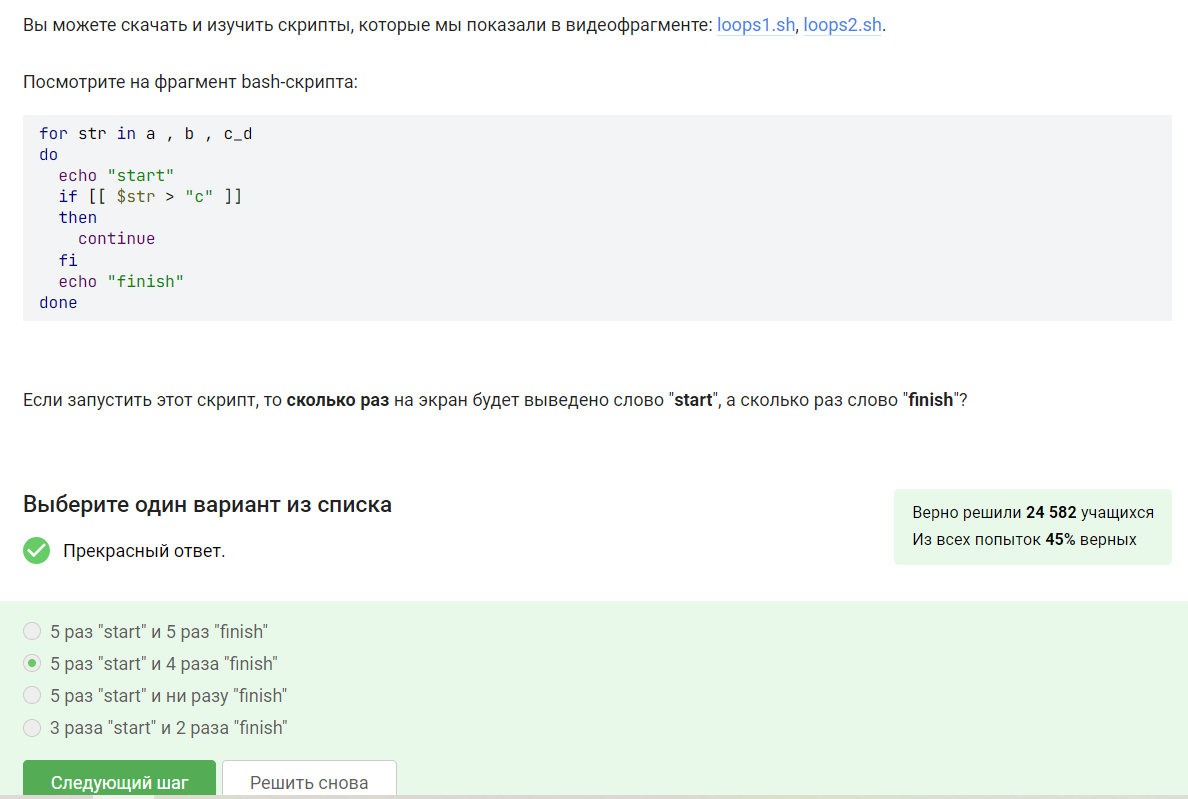 Вы можете скачать и изучить скрипты, которые мы показали в видеофрагменте: loops1.sh, loops2.sh.
Посмотрите на фрагмент bash-скрипта:
for str in a , b , c_d
do
  echo "start"
  if [[ $str > "c" ]]
  then
    continue
  fi
  echo "finish"
done
Если запустить этот скрипт, то сколько раз на экран будет выведено слово "start", а сколько раз слово "finish"?
Выберите один вариант из списка
Прекрасный ответ.
Верно решили 24 582 учащихся
Из всех попыток 45% верных
5 раз "start" и 5 раз "finish"
5 раз "start" и 4 раза "finish"
5 раз "start" и ни разу "finish"
3 раза "start" и 2 раза "finish"
Следующий шаг
Решить снова